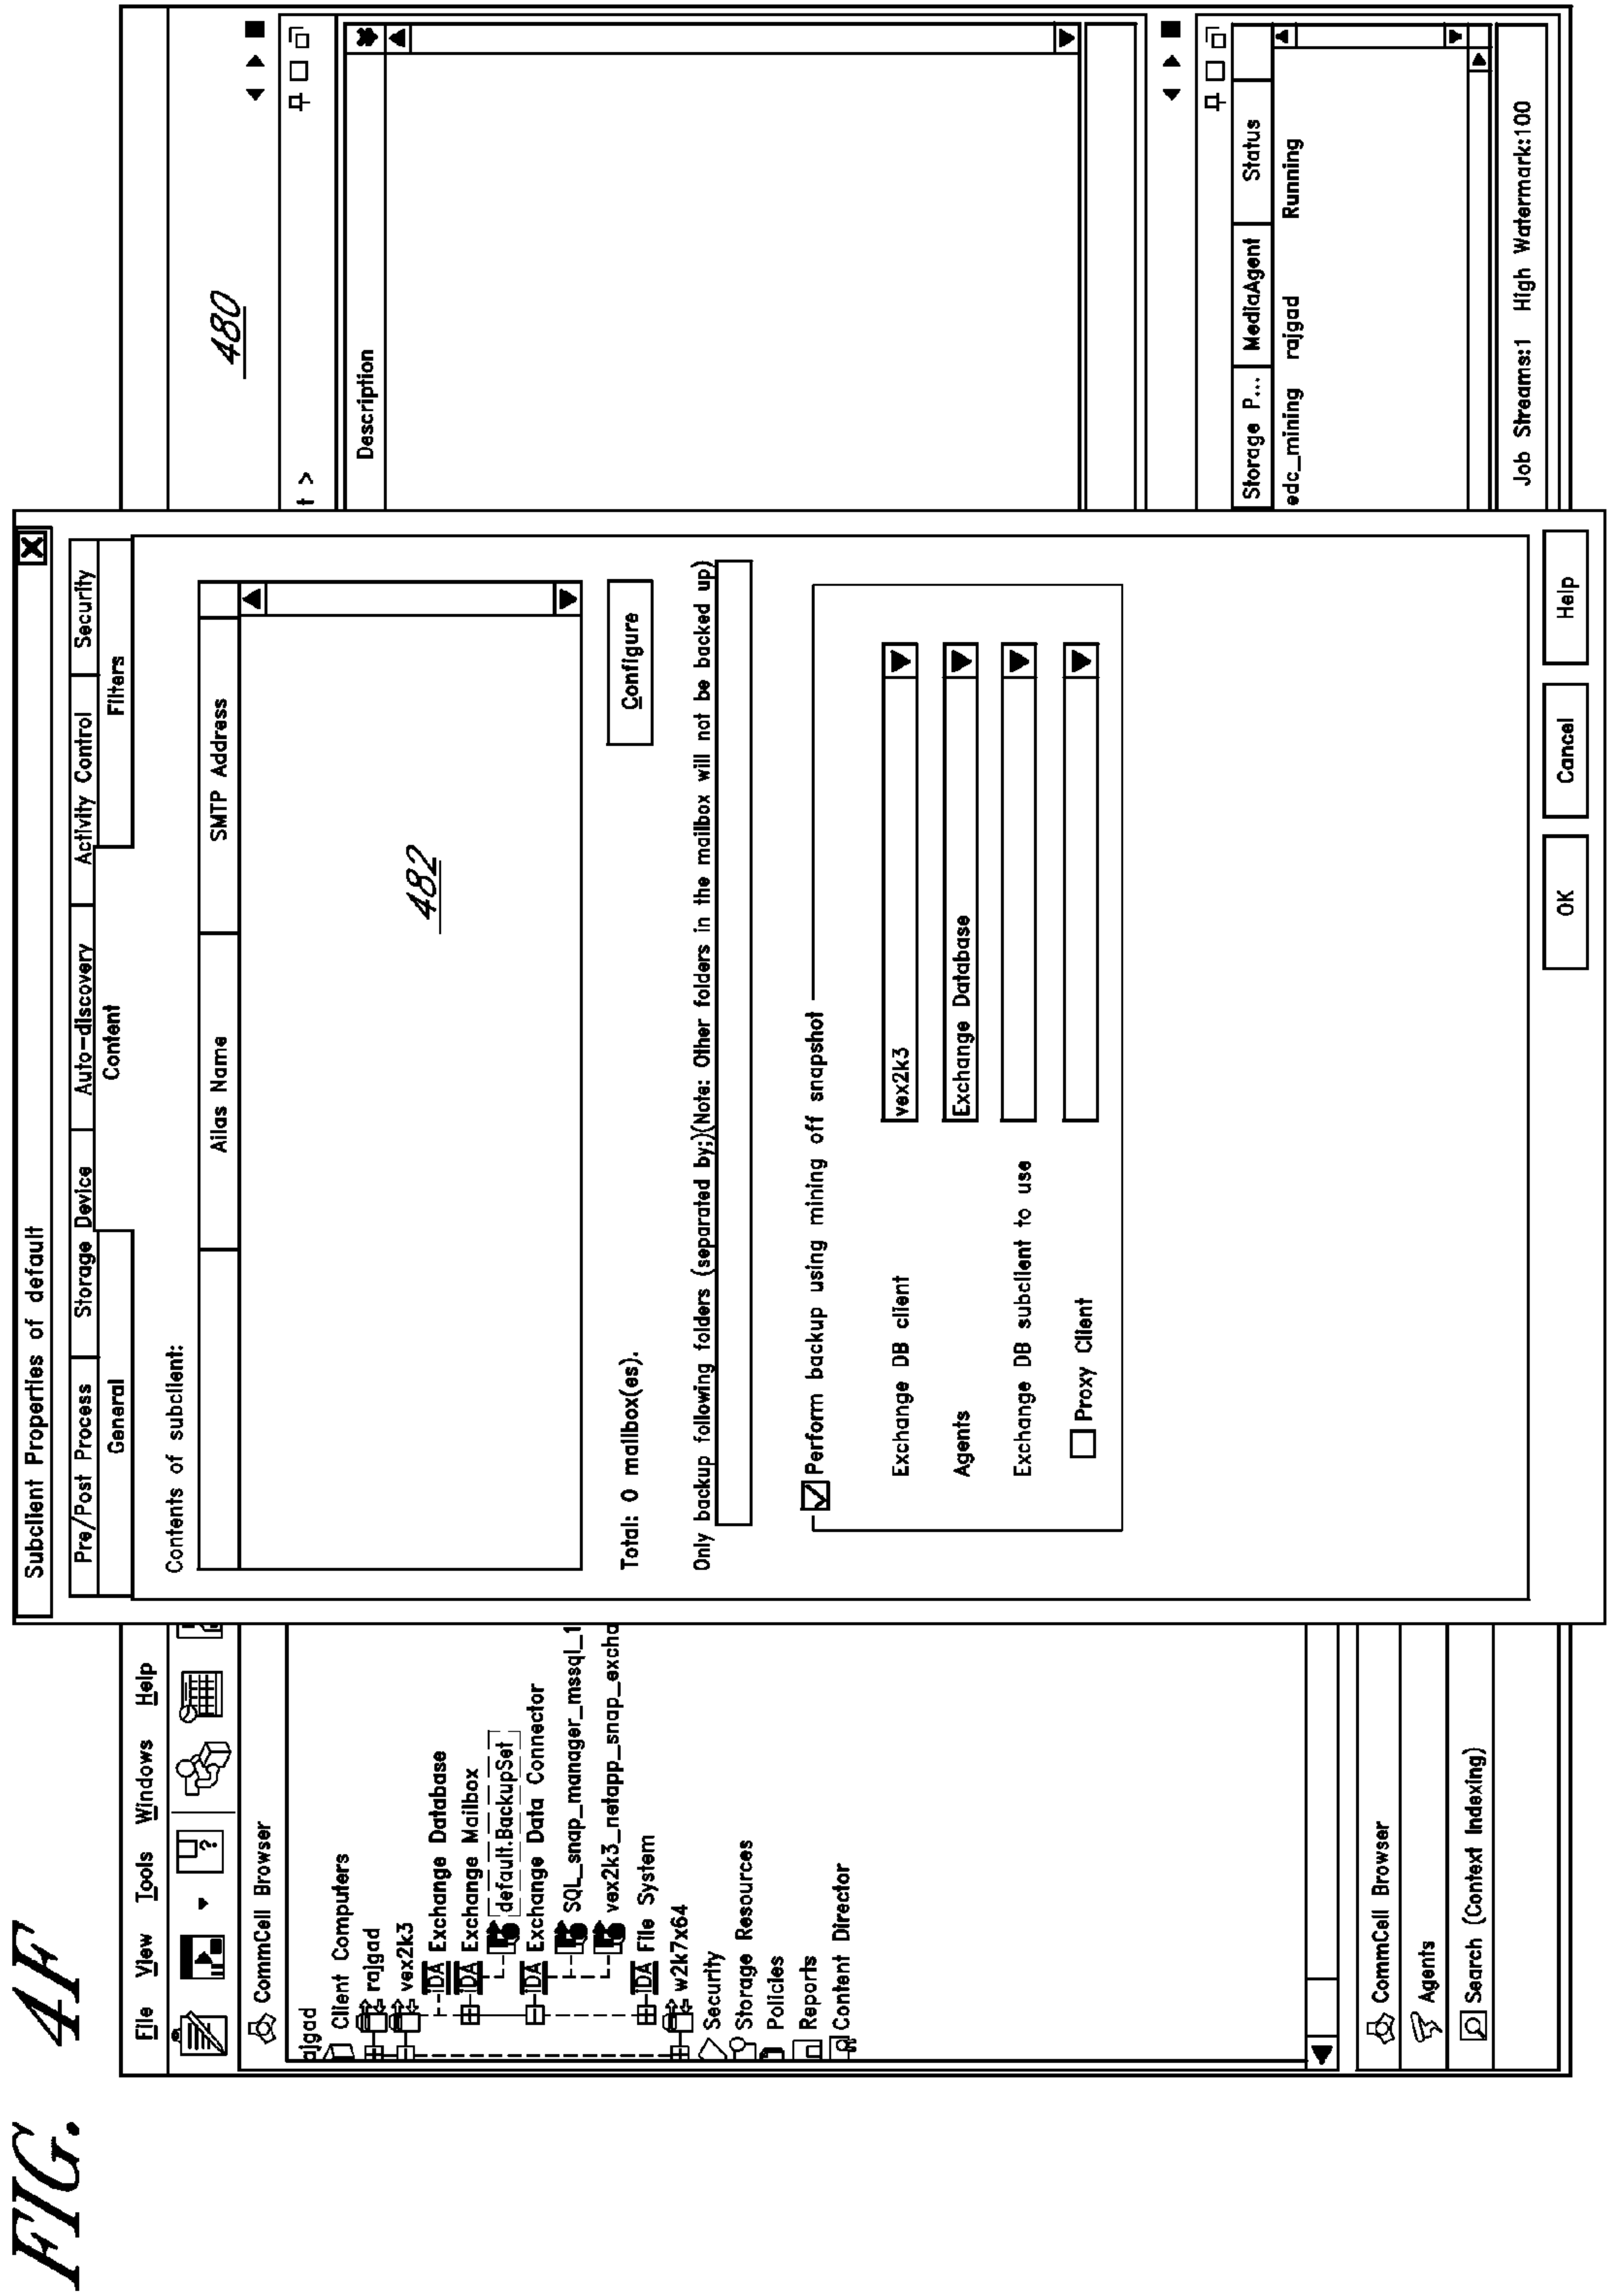 FIG. 4F
File View Tools Windows Help
CommCell Browser
ajgad
Client Computers
rajgad
vex2k3
iDA Exchange Database
iDA Exchange Mailbox
default.BackupSet
iDA Exchange Data Connector
SQL_snap_manager_mssql_1
vex2k3_netapp_snap_excha
iDA File System
w2k7x64
Security
Storage Resources
Policies
Reports
Content Director
CommCell Browser
Agents
Search (Context Indexing)
Subclient Properties of default
Pre/Post Process Storage Device Auto-discovery Activity Control Security
General Content Filters
Contents of subclient:
Ailas Name SMTP Address
482
Total: 0 mailbox(es).
Configure
Only backup following folders (separated by;)(Note: Other folders in the mailbox will not be backed up)
Perform backup using mining off snapshot
Exchange DB client vex2k3
Agents Exchange Database
Exchange DB subclient to use
Proxy Client
OK Cancel Help
480
t >
Description
Storage P... MediaAgent Status
edc_mining rajgad Running
Job Streams:1 High Watermark:100